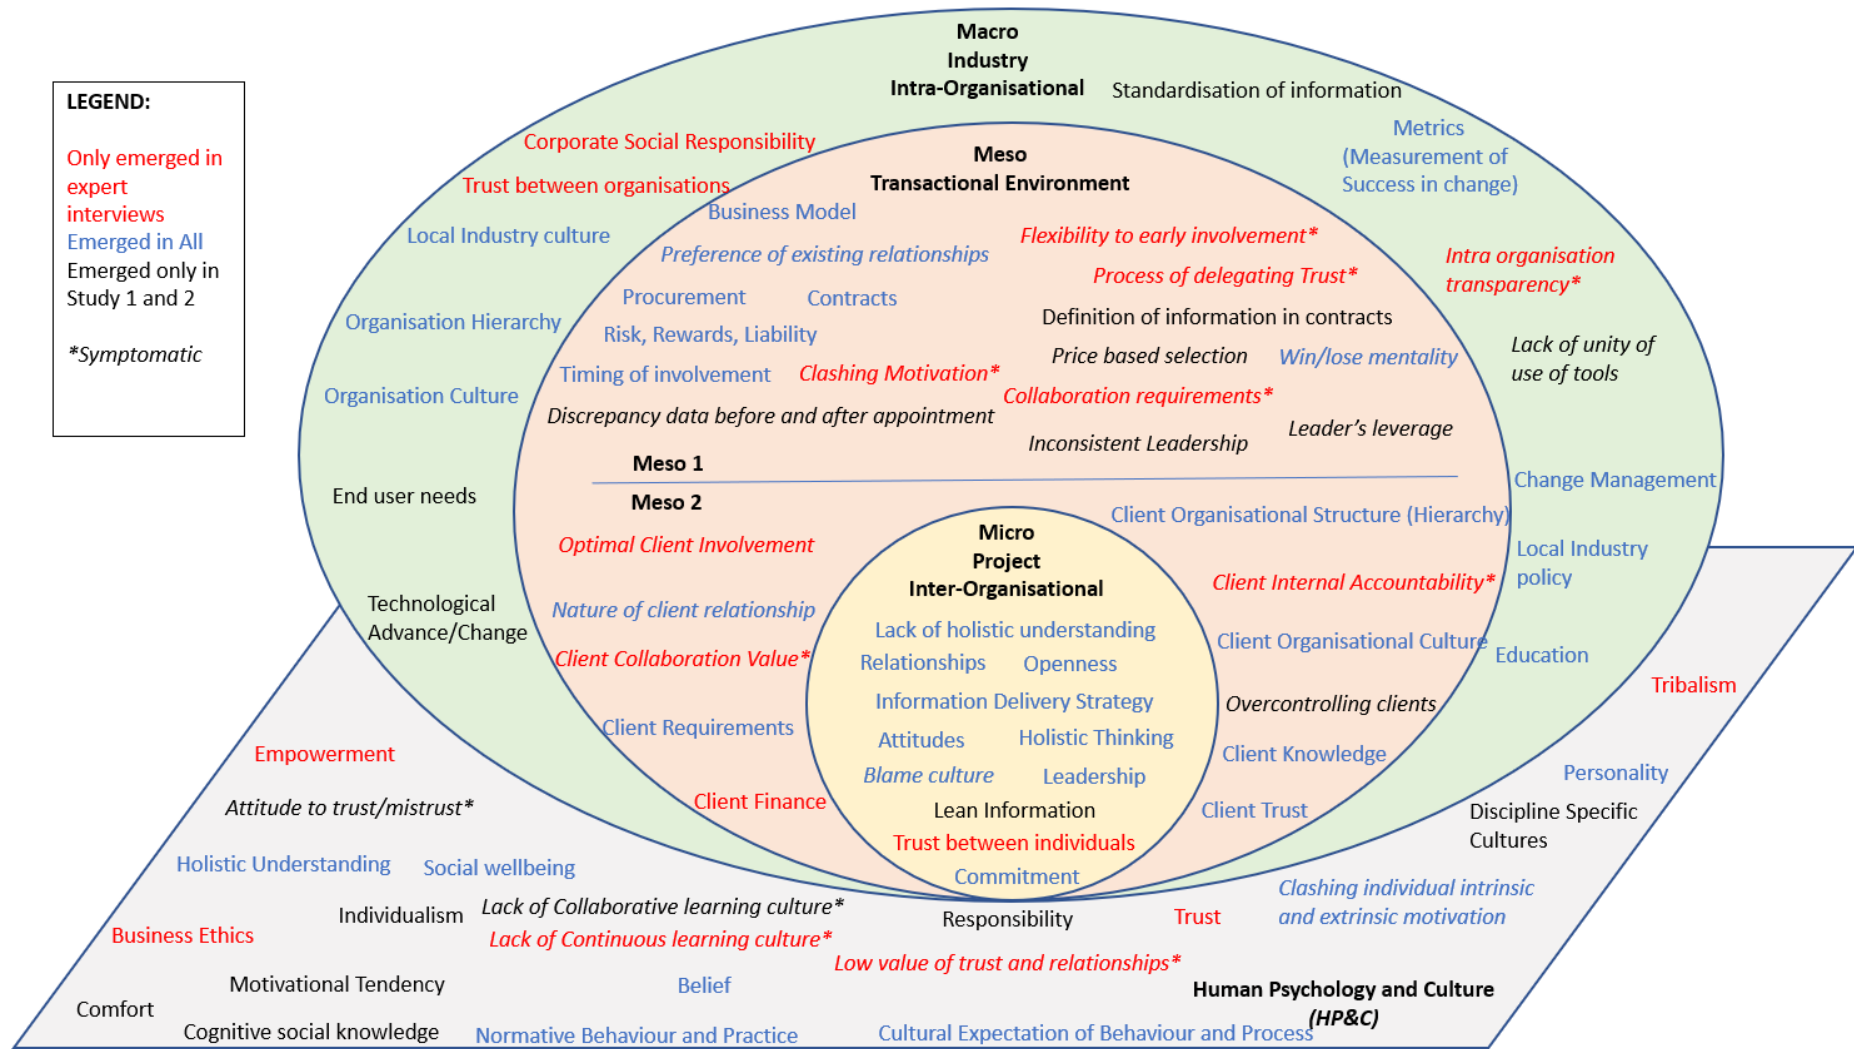 Macro
Industry
Intra-Organisational
Standardisation of information
LEGEND:
Only emerged in
expert
interviews
Emerged in All
Emerged only in
Study 1 and 2
*Symptomatic
Corporate Social Responsibility
Metrics
(Measurement of
Success in change)
Trust between organisations
Local Industry culture
Intra organisation
transparency*
Organisation Hierarchy
Lack of unity of
use of tools
Organisation Culture
End user needs
Change Management
Technological
Advance/Change
Local Industry
policy
Education
Meso
Transactional Environment
Business Model
Preference of existing relationships
Flexibility to early involvement*
Process of delegating Trust*
Procurement
Contracts
Definition of information in contracts
Risk, Rewards, Liability
Price based selection
Win/lose mentality
Timing of involvement
Clashing Motivation*
Collaboration requirements*
Discrepancy data before and after appointment
Inconsistent Leadership
Leader's leverage
Meso 1
Meso 2
Client Organisational Structure (Hierarchy)
Optimal Client Involvement
Client Internal Accountability*
Nature of client relationship
Client Organisational Culture
Client Collaboration Value*
Overcontrolling clients
Client Requirements
Client Knowledge
Client Finance
Client Trust
Micro
Project
Inter-Organisational
Lack of holistic understanding
Relationships
Openness
Information Delivery Strategy
Attitudes
Holistic Thinking
Blame culture
Leadership
Lean Information
Trust between individuals
Commitment
Tribalism
Empowerment
Personality
Attitude to trust/mistrust*
Discipline Specific
Cultures
Holistic Understanding
Social wellbeing
Clashing individual intrinsic
and extrinsic motivation
Individualism
Lack of Collaborative learning culture*
Responsibility
Trust
Business Ethics
Lack of Continuous learning culture*
Low value of trust and relationships*
Motivational Tendency
Belief
Human Psychology and Culture
(HP&C)
Comfort
Cognitive social knowledge
Normative Behaviour and Practice
Cultural Expectation of Behaviour and Process